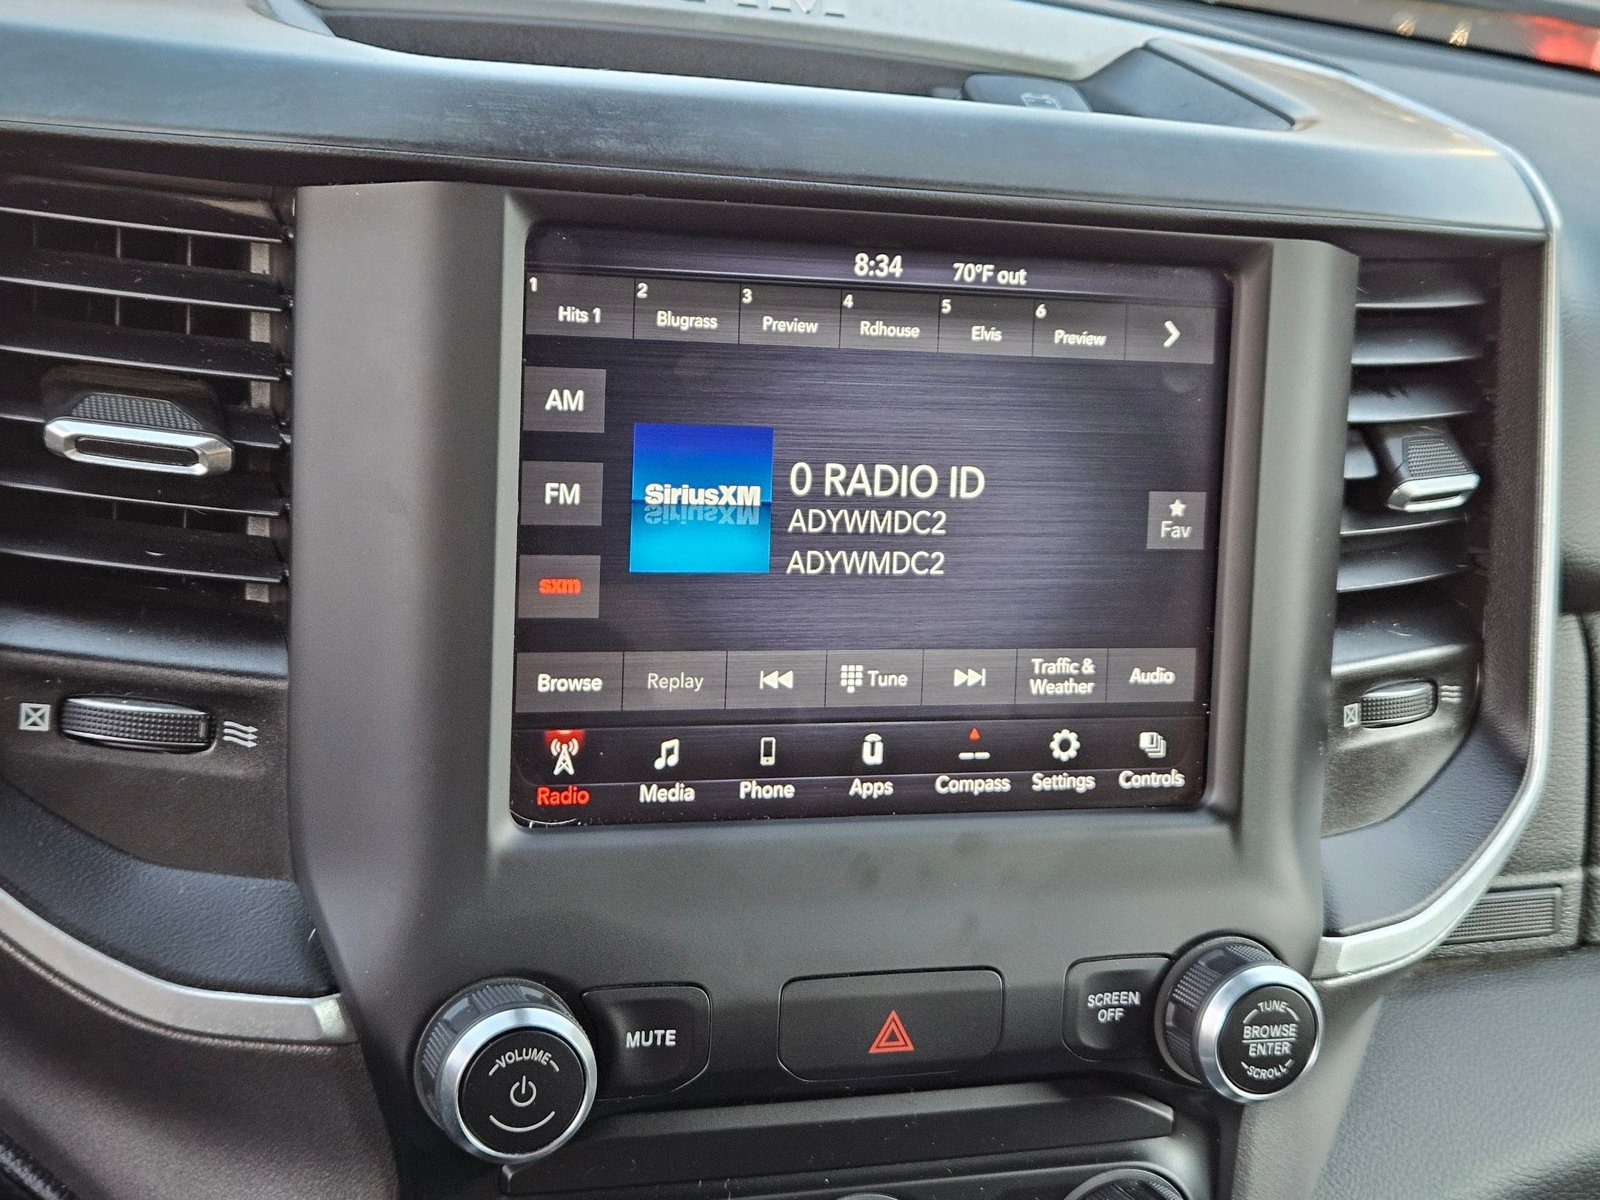 8:34 70°F out
1 Hits 1
2 Blugrass
3 Preview
4 Rdhouse
5 Elvis
6 Preview
AM
FM
sxm
SiriusXM
0 RADIO ID
ADYWMDC2
ADYWMDC2
Fav
Browse
Replay
Tune
Traffic &
Weather
Audio
Radio
Media
Phone
Apps
Compass
Settings
Controls
VOLUME
MUTE
SCREEN
OFF
TUNE
BROWSE
ENTER
SCROLL